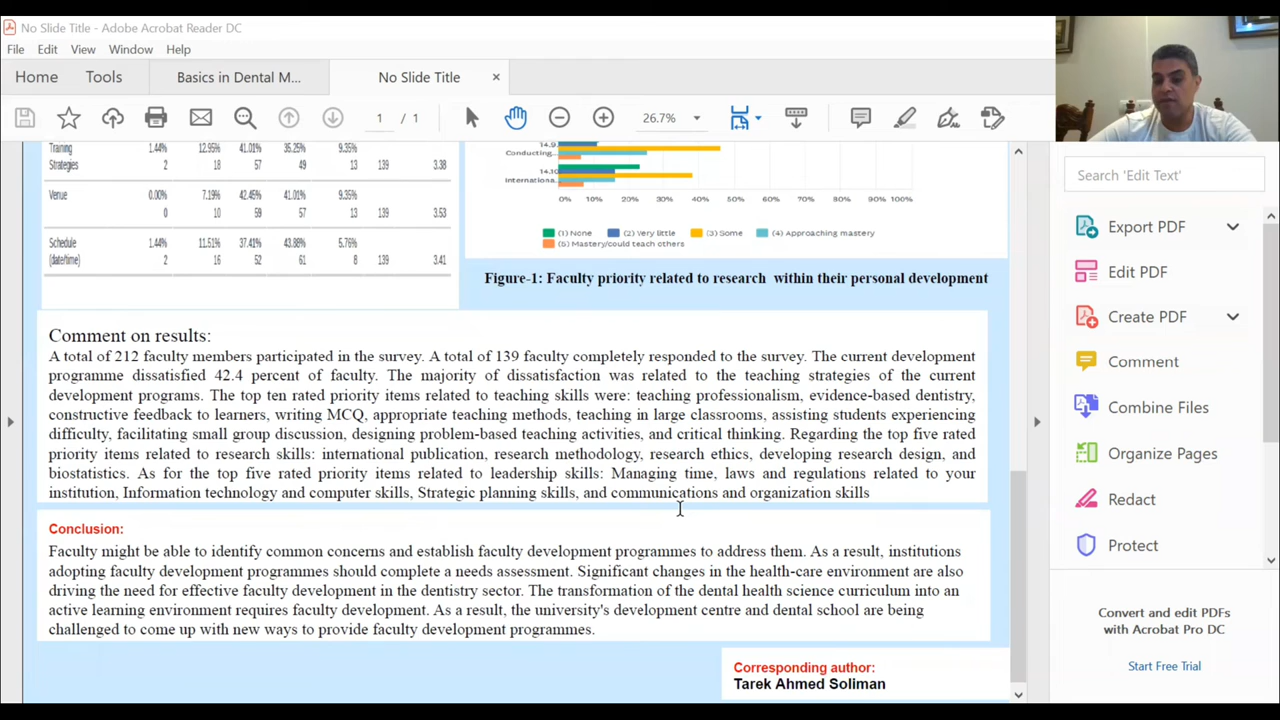 No Slide Title - Adobe Acrobat Reader DC
File Edit View Window Help
Home Tools Basics in Dental M... No Slide Title ×
1 / 1 26.7%
Search 'Edit Text'
Export PDF
Edit PDF
Create PDF
Comment
Combine Files
Organize Pages
Redact
Protect
Convert and edit PDFs
with Acrobat Pro DC
Start Free Trial
Training 1.44% 12.95% 41.01% 35.25% 9.35%
Strategies 2 18 57 49 13 139 3.38
Venue 0.00% 7.19% 42.45% 41.01% 9.35%
0 10 59 57 13 139 3.53
Schedule 1.44% 11.51% 37.41% 43.88% 5.76%
(date/time) 2 16 52 61 8 139 3.41
14.9
Conducting...
14.10
Internationa...
0% 10% 20% 30% 40% 50% 60% 70% 80% 90% 100%
(1) None (2) Very little (3) Some (4) Approaching mastery
(5) Mastery/could teach others
Figure-1: Faculty priority related to research within their personal development
Comment on results:
A total of 212 faculty members participated in the survey. A total of 139 faculty completely responded to the survey. The current development
programme dissatisfied 42.4 percent of faculty. The majority of dissatisfaction was related to the teaching strategies of the current
development programs. The top ten rated priority items related to teaching skills were: teaching professionalism, evidence-based dentistry,
constructive feedback to learners, writing MCQ, appropriate teaching methods, teaching in large classrooms, assisting students experiencing
difficulty, facilitating small group discussion, designing problem-based teaching activities, and critical thinking. Regarding the top five rated
priority items related to research skills: international publication, research methodology, research ethics, developing research design, and
biostatistics. As for the top five rated priority items related to leadership skills: Managing time, laws and regulations related to your
institution, Information technology and computer skills, Strategic planning skills, and communications and organization skills
Conclusion:
Faculty might be able to identify common concerns and establish faculty development programmes to address them. As a result, institutions
adopting faculty development programmes should complete a needs assessment. Significant changes in the health-care environment are also
driving the need for effective faculty development in the dentistry sector. The transformation of the dental health science curriculum into an
active learning environment requires faculty development. As a result, the university's development centre and dental school are being
challenged to come up with new ways to provide faculty development programmes.
Corresponding author:
Tarek Ahmed Soliman